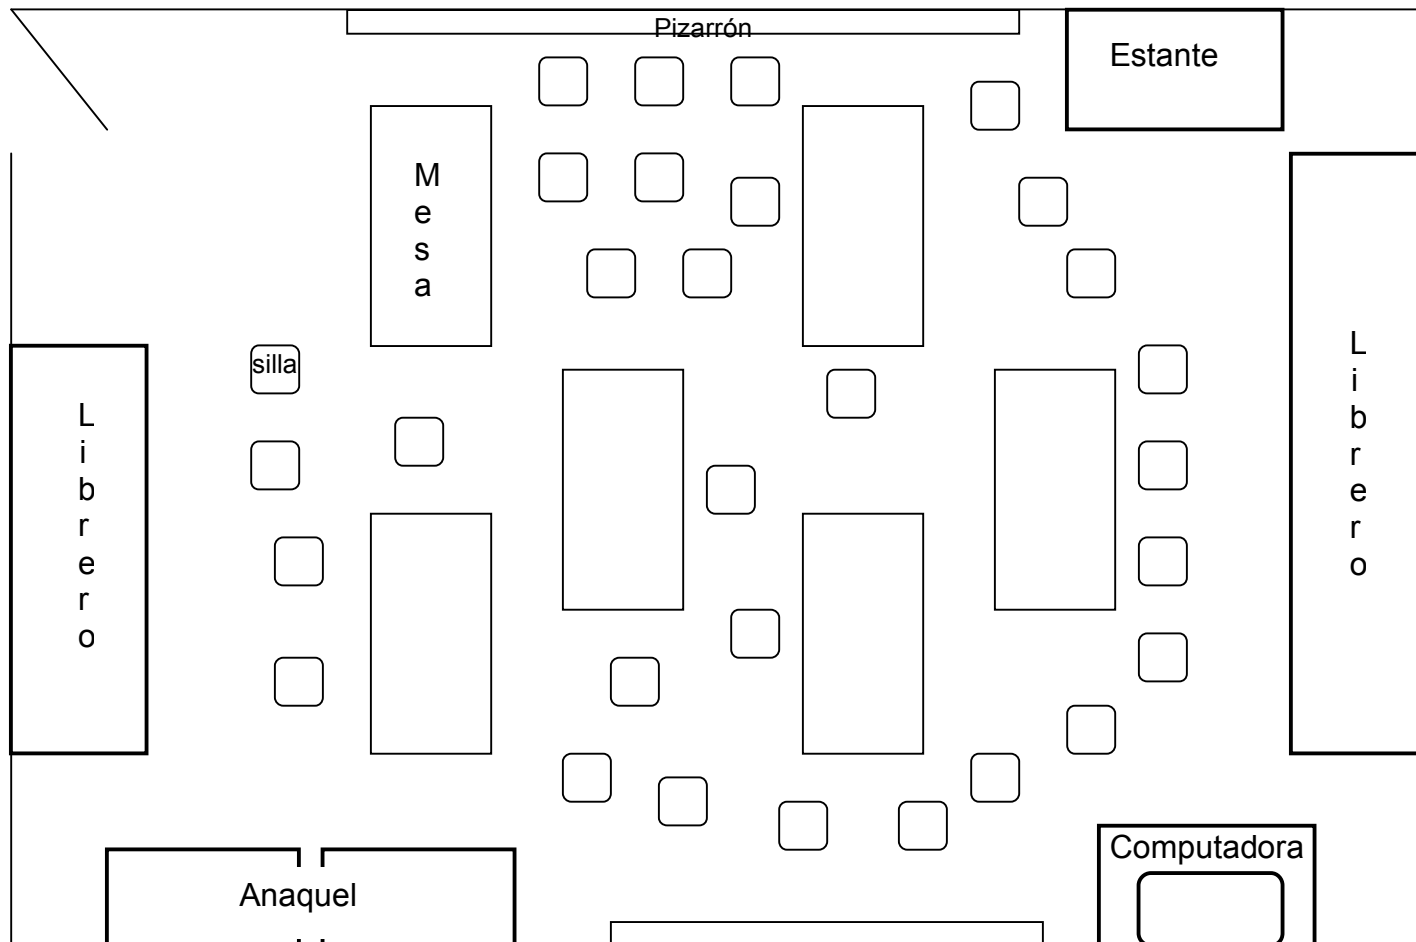 Pizarrón
Estante
Mesa
silla
Librero
Librero
Anaquel
Computadora